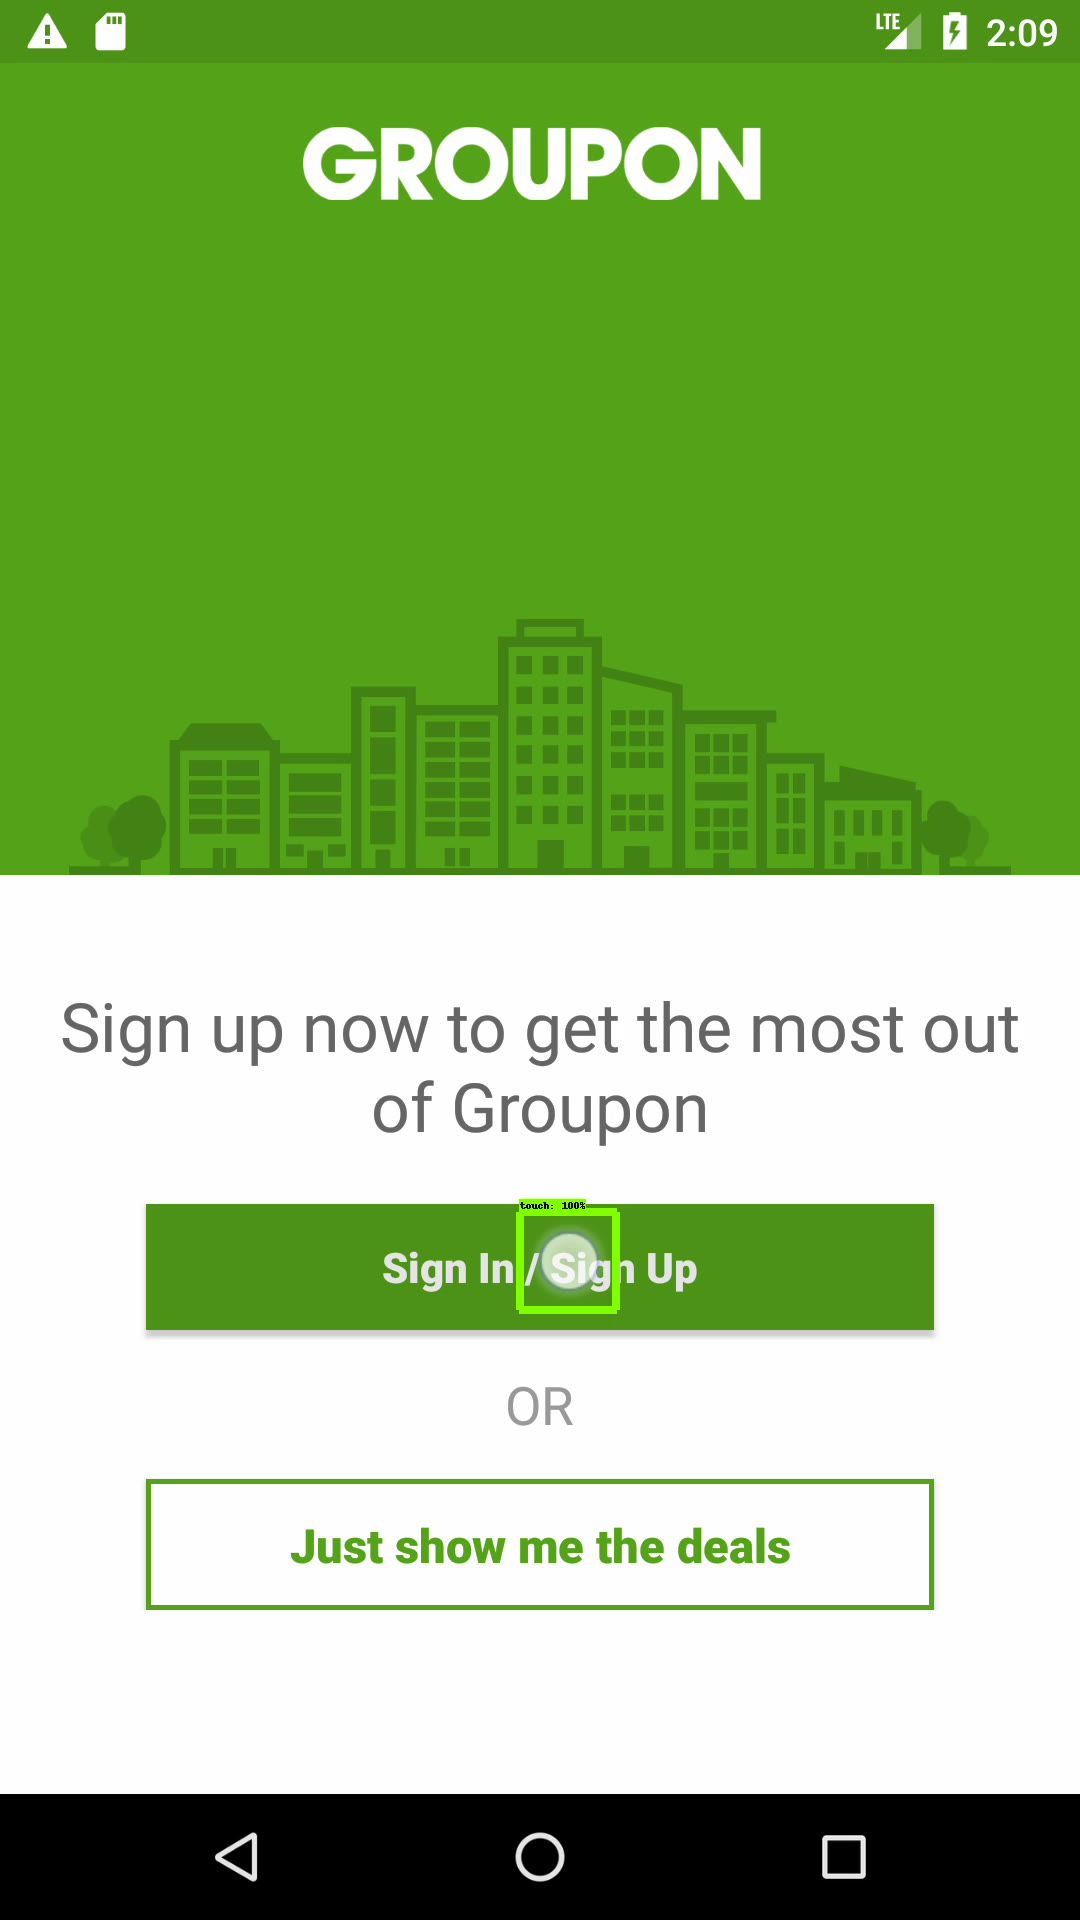 LTE 2:09
GROUPON
Sign up now to get the most out
of Groupon
touch: 100%
Sign In / Sign Up
OR
Just show me the deals